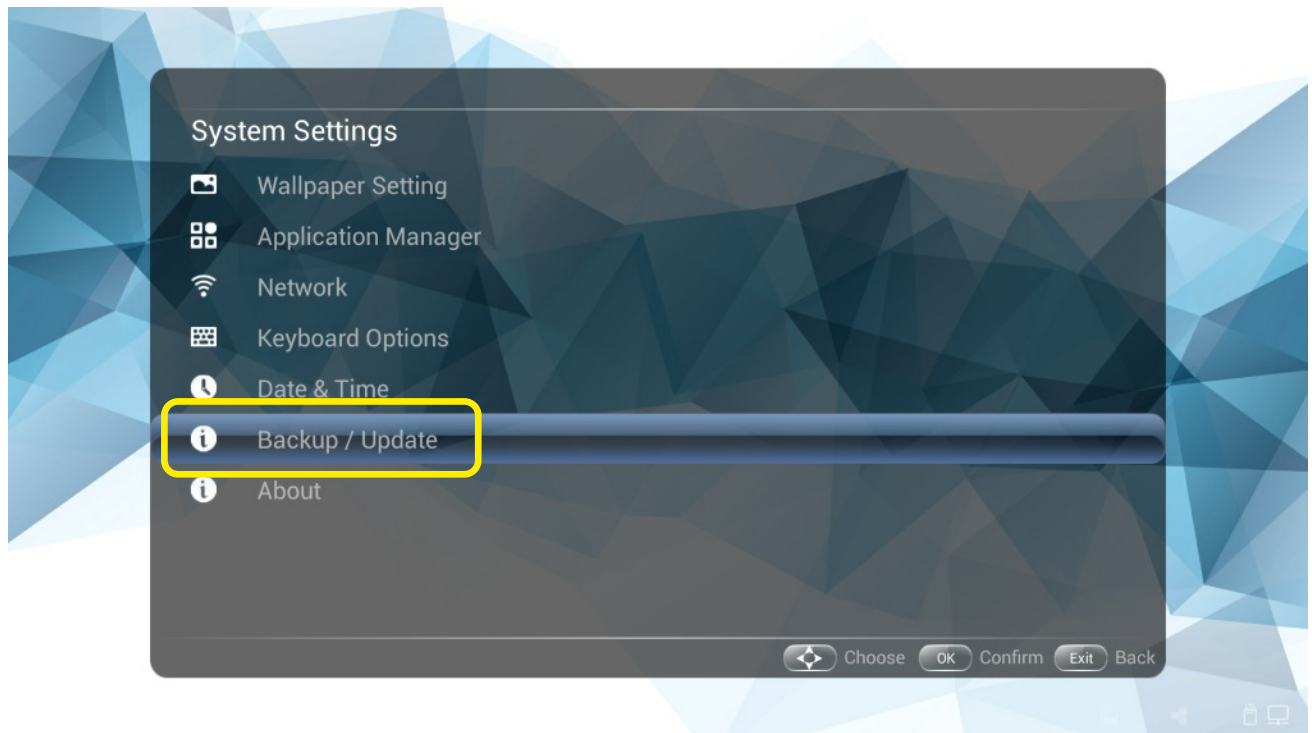 System Settings
Wallpaper Setting
Application Manager
Network
Keyboard Options
Date & Time
Backup / Update
About
Choose OK Confirm Exit Back